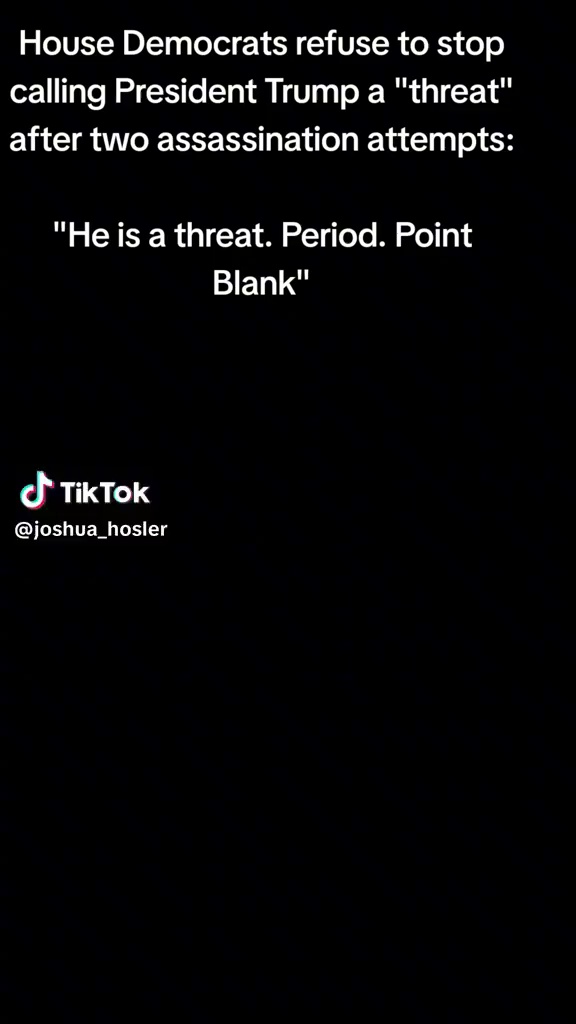 House Democrats refuse to stop
calling President Trump a "threat"
after two assassination attempts:
"He is a threat. Period. Point
Blank"
TikTok
@joshua_hosler